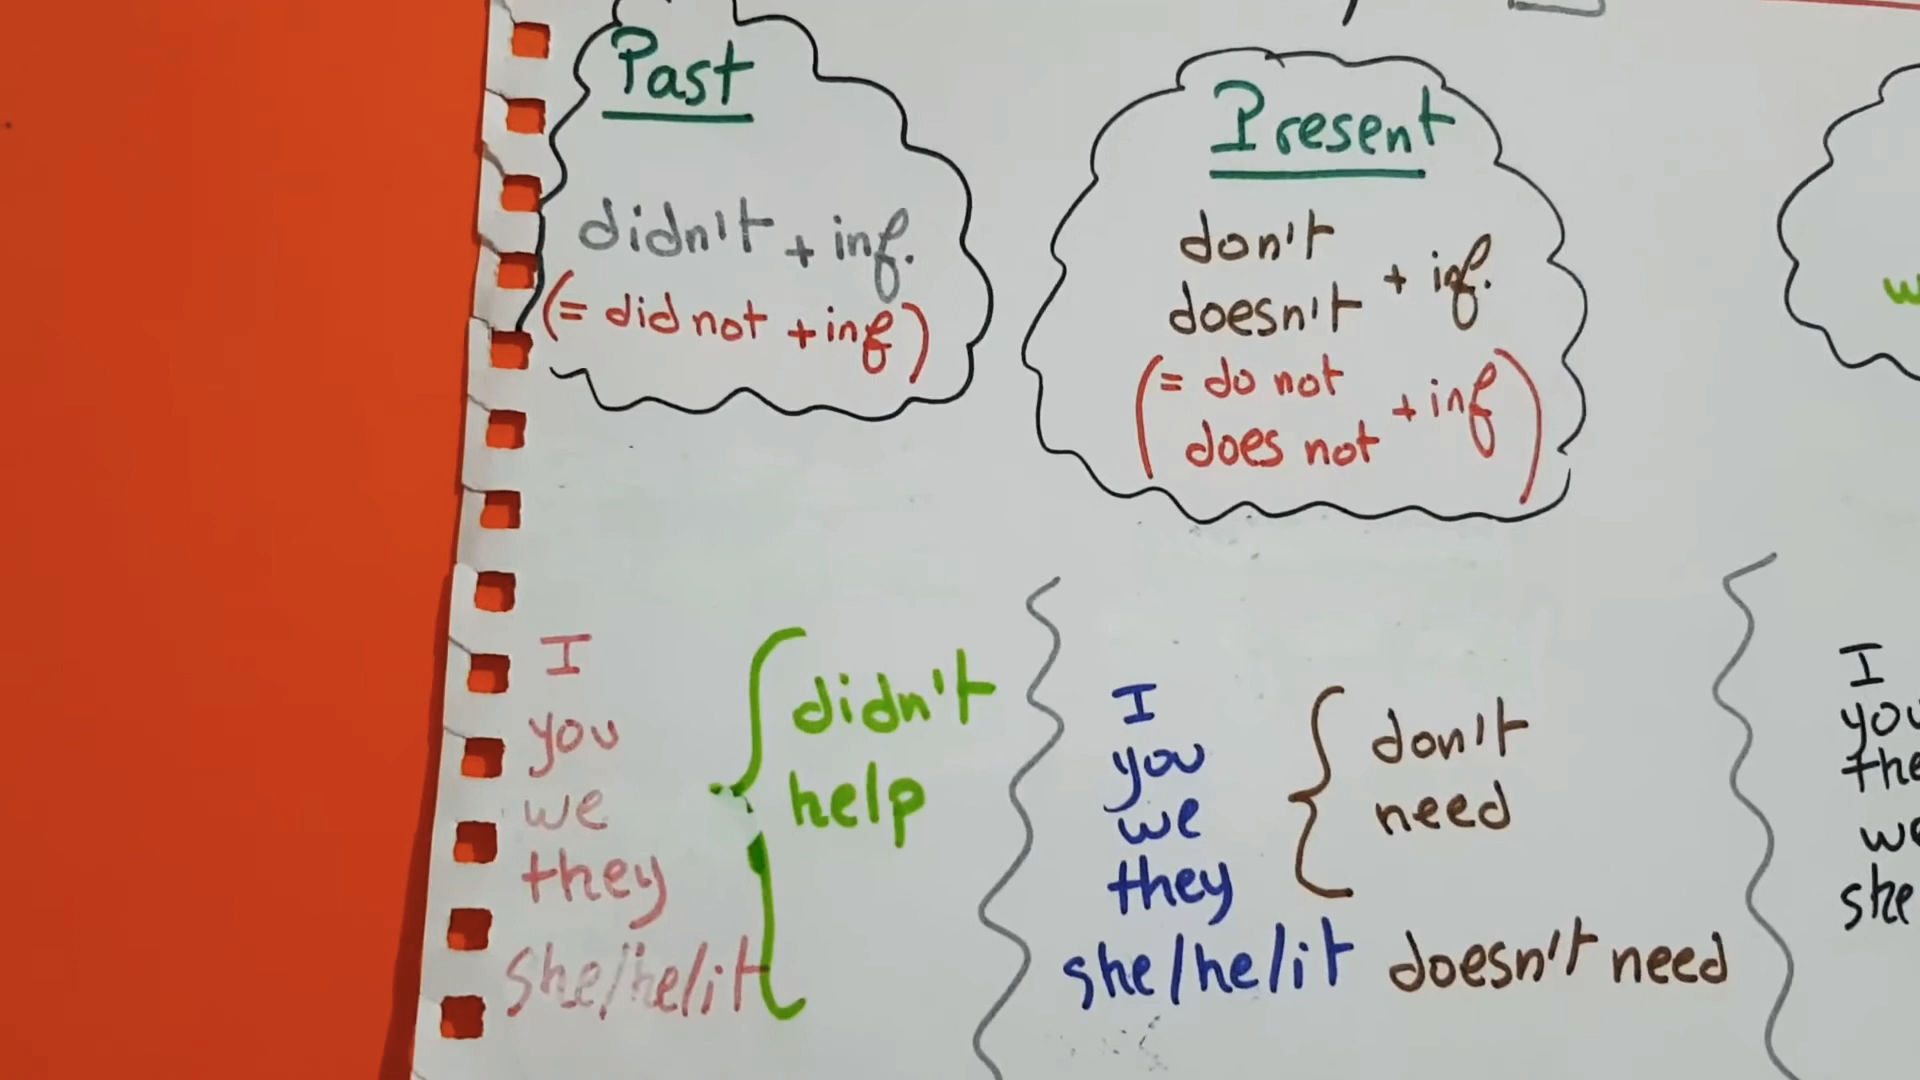 Past
didn't + inf.
(= did not + inf)
Present
don't
doesn't + inf.
(= do not
does not + inf)
I
you
we
they
she/he/it
didn't
help
I
you
we
they
don't
need
she/he/it doesn't need
I
she